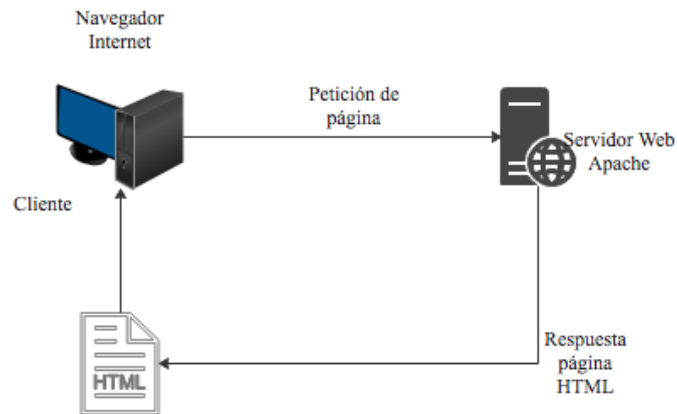 Navegador
Internet
Petición de
página
Servidor Web
Apache
Cliente
Respuesta
página
HTML
HTML